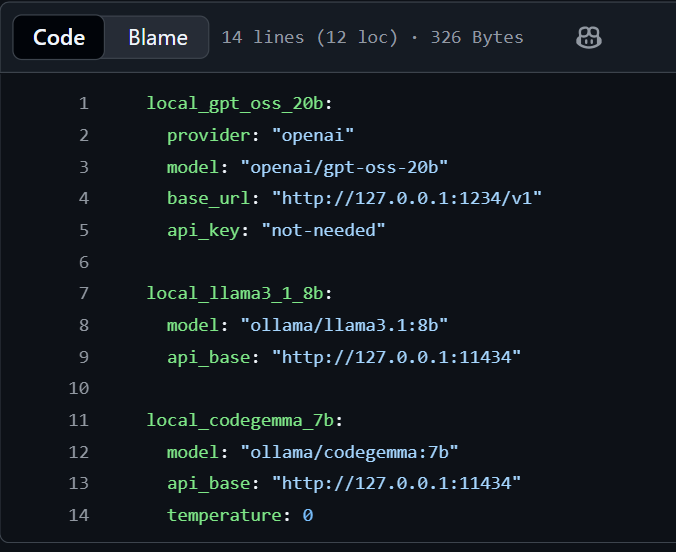 Code Blame 14 lines (12 loc) · 326 Bytes
1 local_gpt_oss_20b:
2   provider: "openai"
3   model: "openai/gpt-oss-20b"
4   base_url: "http://127.0.0.1:1234/v1"
5   api_key: "not-needed"
6
7 local_llama3_1_8b:
8   model: "ollama/llama3.1:8b"
9   api_base: "http://127.0.0.1:11434"
10
11 local_codegemma_7b:
12   model: "ollama/codegemma:7b"
13   api_base: "http://127.0.0.1:11434"
14   temperature: 0